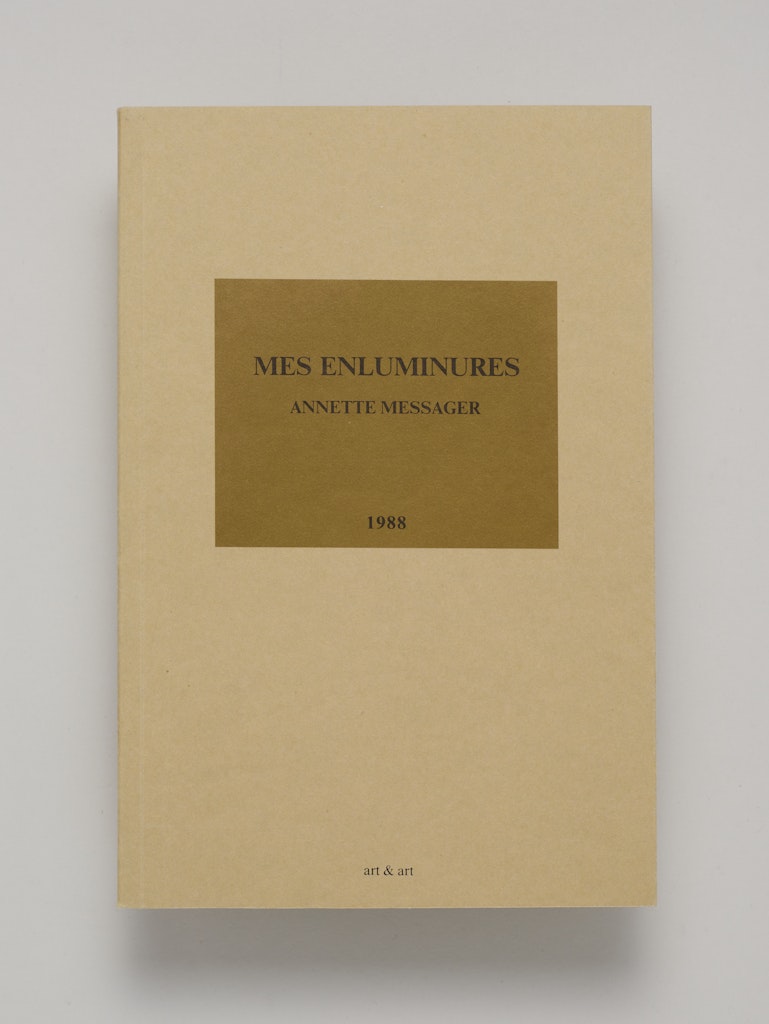 MES ENLUMINURES
ANNETTE MESSAGER
1988
art & art